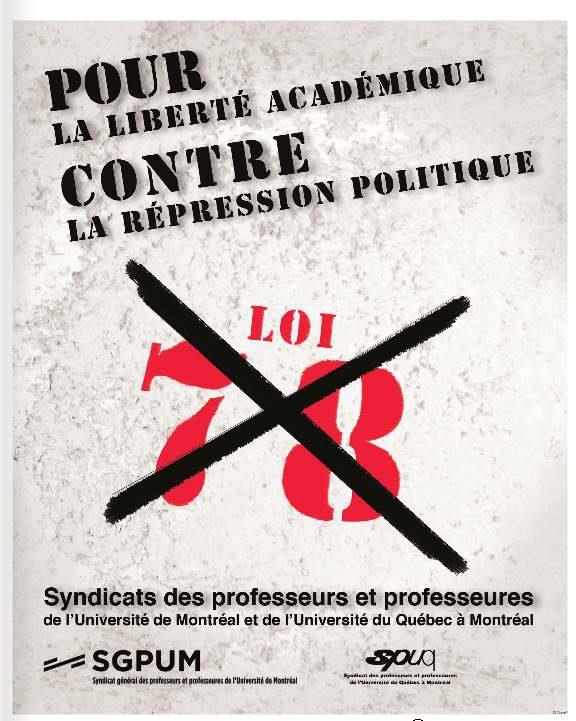 POUR
LA LIBERTÉ ACADÉMIQUE
CONTRE
LA RÉPRESSION POLITIQUE
LOI
78
Syndicats des professeurs et professeures
de l'Université de Montréal et de l'Université du Québec à Montréal
SGPUM
Syndicat général des professeurs et professeures de l'Université de Montréal
spuq
Syndicat des professeurs et professeures
de l'Université du Québec à Montréal